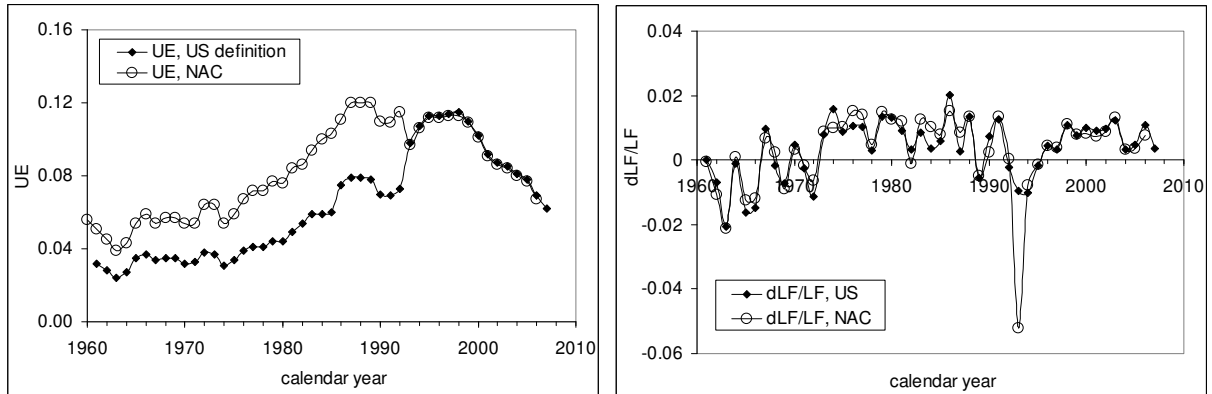 0.16
0.12
0.08
0.04
0.00
UE
UE, US definition
UE, NAC
1960 1970 1980 1990 2000 2010
calendar year
0.04
0.02
0
-0.02
-0.04
-0.06
dLF/LF
1960 1970 1980 1990 2000 2010
dLF/LF, US
dLF/LF, NAC
calendar year